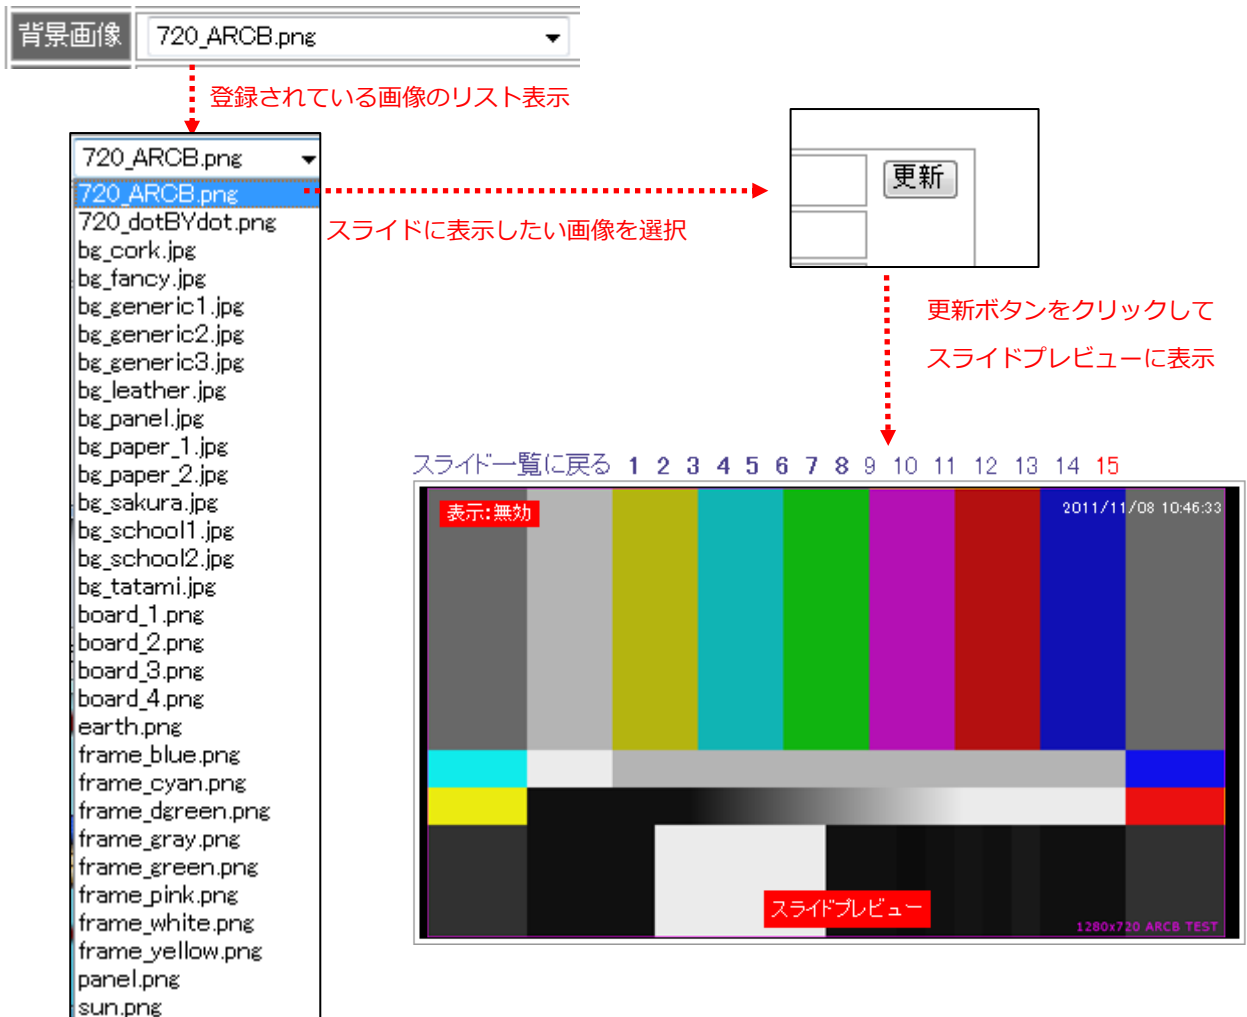 背景画像 720_ARCB.png
登録されている画像のリスト表示
720_ARCB.png
720_ARCB.png
720_dotBYdot.png
bg_cork.jpg
bg_fancy.jpg
bg_generic1.jpg
bg_generic2.jpg
bg_generic3.jpg
bg_leather.jpg
bg_panel.jpg
bg_paper_1.jpg
bg_paper_2.jpg
bg_sakura.jpg
bg_school1.jpg
bg_school2.jpg
bg_tatami.jpg
board_1.png
board_2.png
board_3.png
board_4.png
earth.png
frame_blue.png
frame_cyan.png
frame_dgreen.png
frame_gray.png
frame_green.png
frame_pink.png
frame_white.png
frame_yellow.png
panel.png
sun.png
スライドに表示したい画像を選択
更新
更新ボタンをクリックして
スライドプレビューに表示
スライド一覧に戻る 1 2 3 4 5 6 7 8 9 10 11 12 13 14 15
表示:無効
2011/11/08 10:46:33
スライドプレビュー
1280x720 ARCB TEST